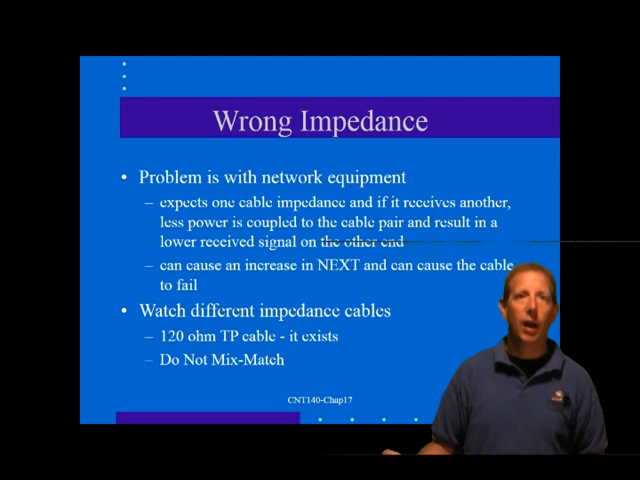 Wrong Impedance
• Problem is with network equipment
– expects one cable impedance and if it receives another,
less power is coupled to the cable pair and result in a
lower received signal on the other end
– can cause an increase in NEXT and can cause the cable
to fail
• Watch different impedance cables
– 120 ohm TP cable - it exists
– Do Not Mix-Match
CNT140-Chap17